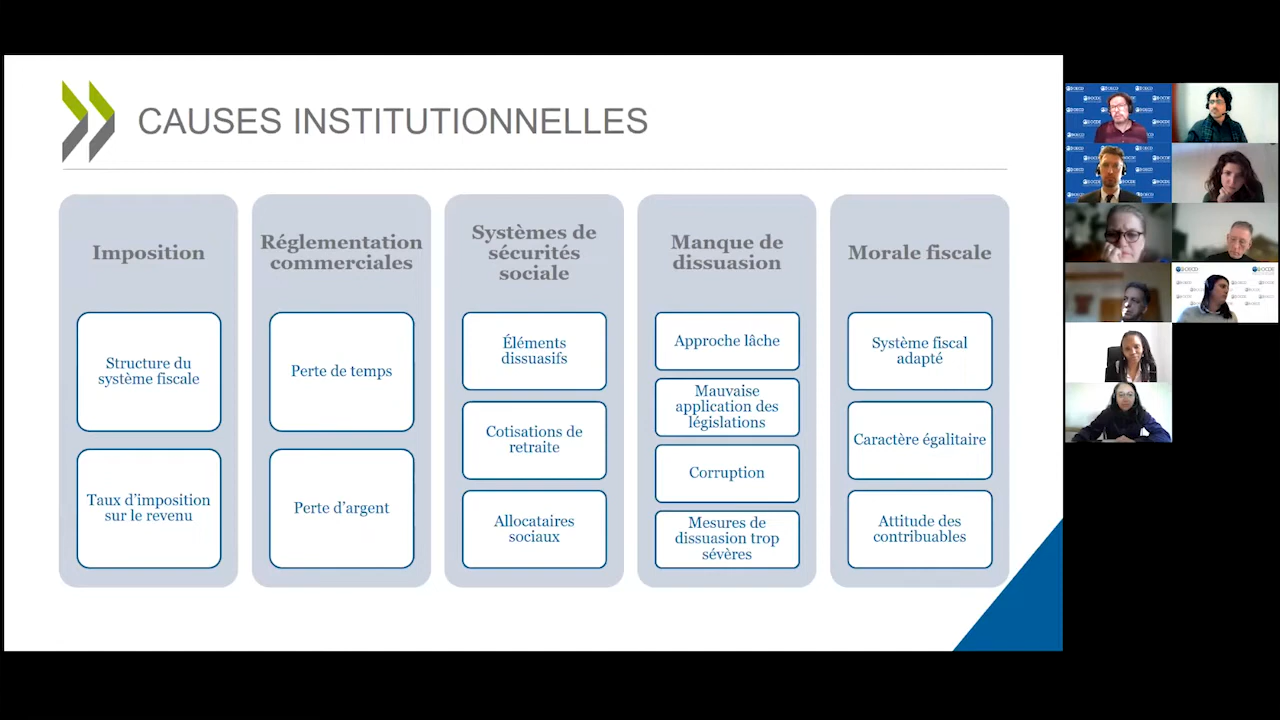 CAUSES INSTITUTIONNELLES
Imposition
Structure du
système fiscale
Taux d’imposition
sur le revenu
Réglementation
commerciales
Perte de temps
Perte d’argent
Systèmes de
sécurités
sociale
Éléments
dissuasifs
Cotisations de
retraite
Allocataires
sociaux
Manque de
dissuasion
Approche lâche
Mauvaise
application des
législations
Corruption
Mesures de
dissuasion trop
sévères
Morale fiscale
Système fiscal
adapté
Caractère égalitaire
Attitude des
contribuables